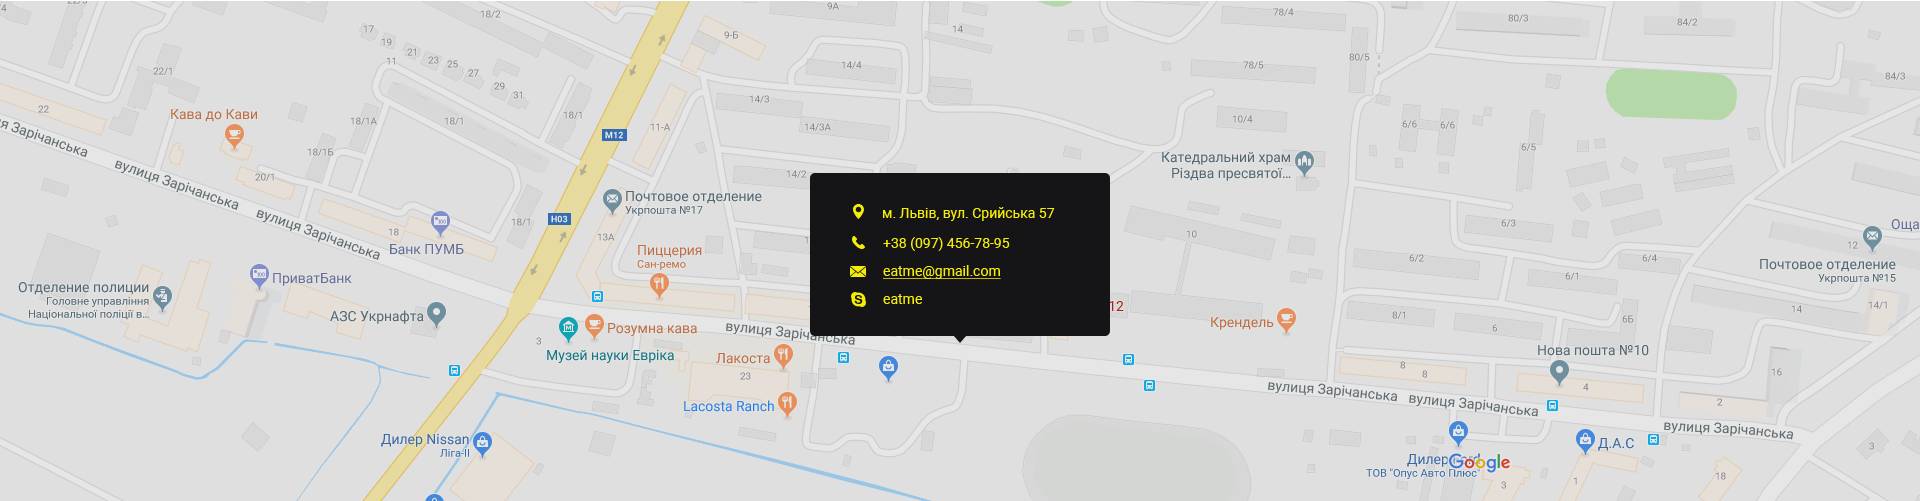 18/2
18/2
17
19
21
23
25
27
29
31
11
22/1
22
9-Б
9А
14
78/4
80/3
84/2
80/5
78/5
84/3
14/4
14/3
14/3А
14/2
11-А
М12
18/1
18/1
18/1Б
18/1
20/1
Кава до Кави
вулиця Зарічанська
вулиця Зарічанська
10/4
6/6
6/6
6/5
Катедральний храм
Різдва пресвятої...
Почтовое отделение
Укрпошта №17
Н03
13А
18
Банк ПУМБ
ПриватБанк
Отделение полиции
Головне управління
Національної поліції в...
АЗС Укрнафта
Пиццерия
Сан-ремо
Розумна кава
Музей науки Евріка
3
м. Львів, вул. Срийська 57
+38 (097) 456-78-95
eatme@gmail.com
eatme
12
10
6/3
6/2
6/4
6/1
12
Оща
Почтовое отделение
Укрпошта №15
14/1
Крендель
8/1
6
6Б
Нова пошта №10
вулиця Зарічанська
Лакоста
23
Lacosta Ranch
8
8
4
2
16
вулиця Зарічанська
вулиця Зарічанська
вулиця Зарічанська
Дилер Nissan
Ліга-ІІ
Д.А.С
Дилер Ford
ТОВ "Опус Авто Плюс"
Google
3
1
18
3